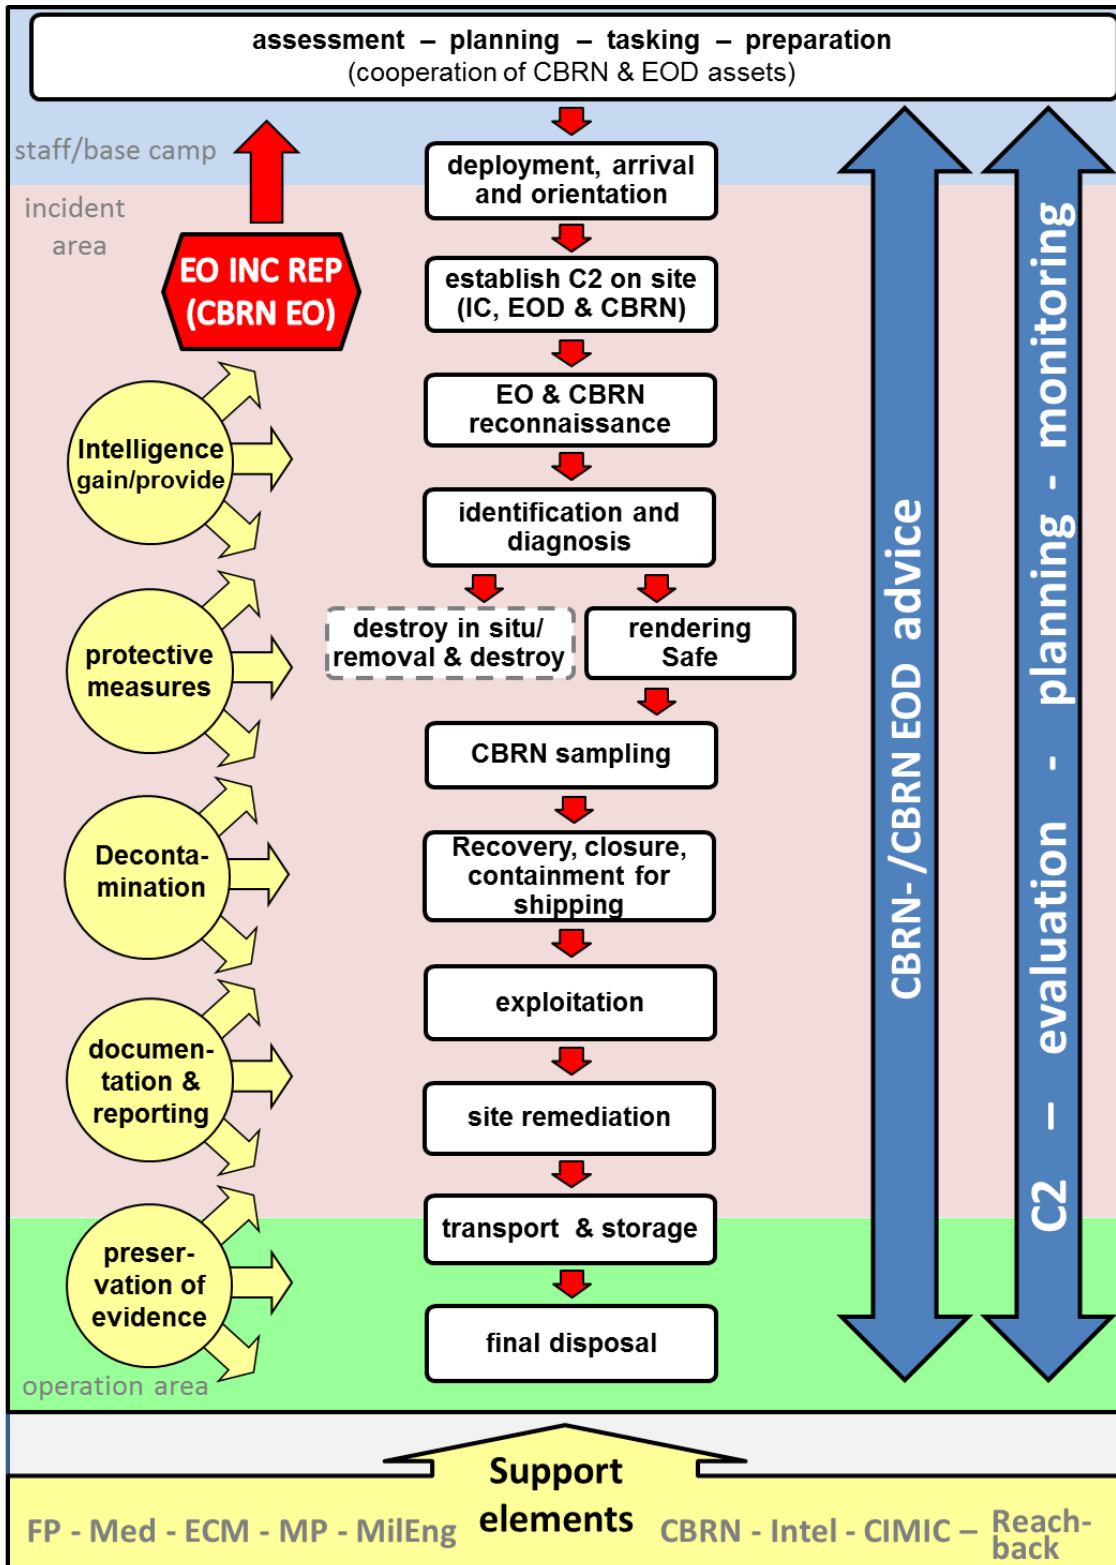 assessment – planning – tasking – preparation
(cooperation of CBRN & EOD assets)
staff/base camp
deployment, arrival
and orientation
incident
area
EO INC REP
(CBRN EO)
establish C2 on site
(IC, EOD & CBRN)
EO & CBRN
reconnaissance
Intelligence
gain/provide
identification and
diagnosis
destroy in situ/
removal & destroy
rendering
Safe
protective
measures
CBRN sampling
Recovery, closure,
containment for
shipping
Deconta-
mination
exploitation
documen-
tation &
reporting
site remediation
transport & storage
preser-
vation of
evidence
final disposal
operation area
CBRN- /CBRN EOD advice
C2 – evaluation - planning - monitoring
Support
elements
FP - Med - ECM - MP - MilEng
CBRN - Intel - CIMIC – Reach-
back